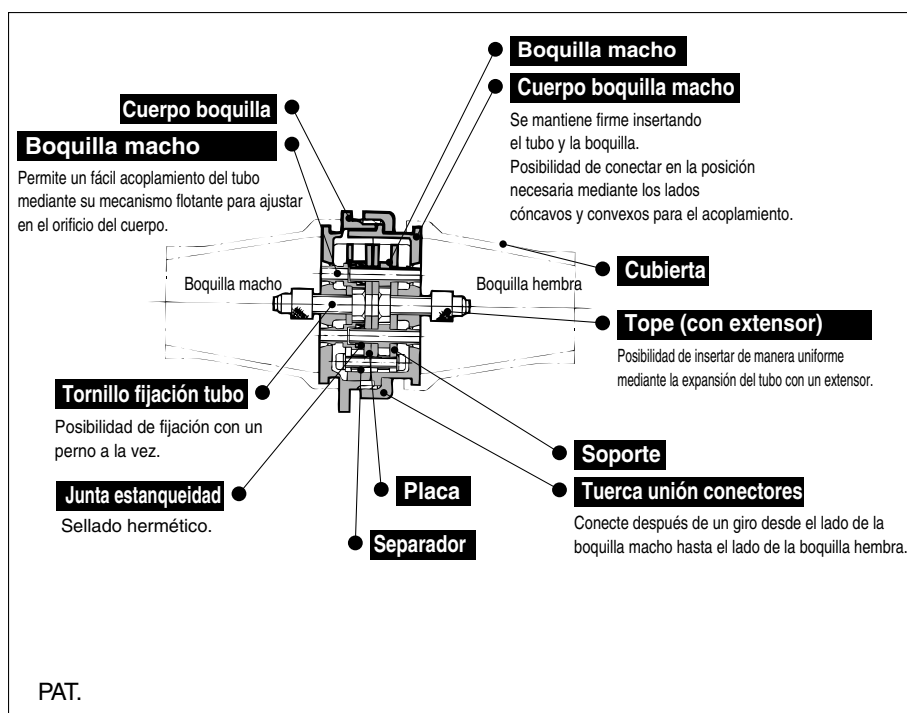 Boquilla macho
Cuerpo boquilla macho
Se mantiene firme insertando
el tubo y la boquilla.
Posibilidad de conectar en la posición
necesaria mediante los lados
cóncavos y convexos para el acoplamiento.
Cuerpo boquilla
Boquilla macho
Permite un fácil acoplamiento del tubo
mediante su mecanismo flotante para ajustar
en el orificio del cuerpo.
Boquilla macho
Boquilla hembra
Cubierta
Tope (con extensor)
Posibilidad de insertar de manera uniforme
mediante la expansión del tubo con un extensor.
Tornillo fijación tubo
Posibilidad de fijación con un
perno a la vez.
Junta estanqueidad
Sellado hermético.
Placa
Separador
Soporte
Tuerca unión conectores
Conecte después de un giro desde el lado de la
boquilla macho hasta el lado de la boquilla hembra.
PAT.